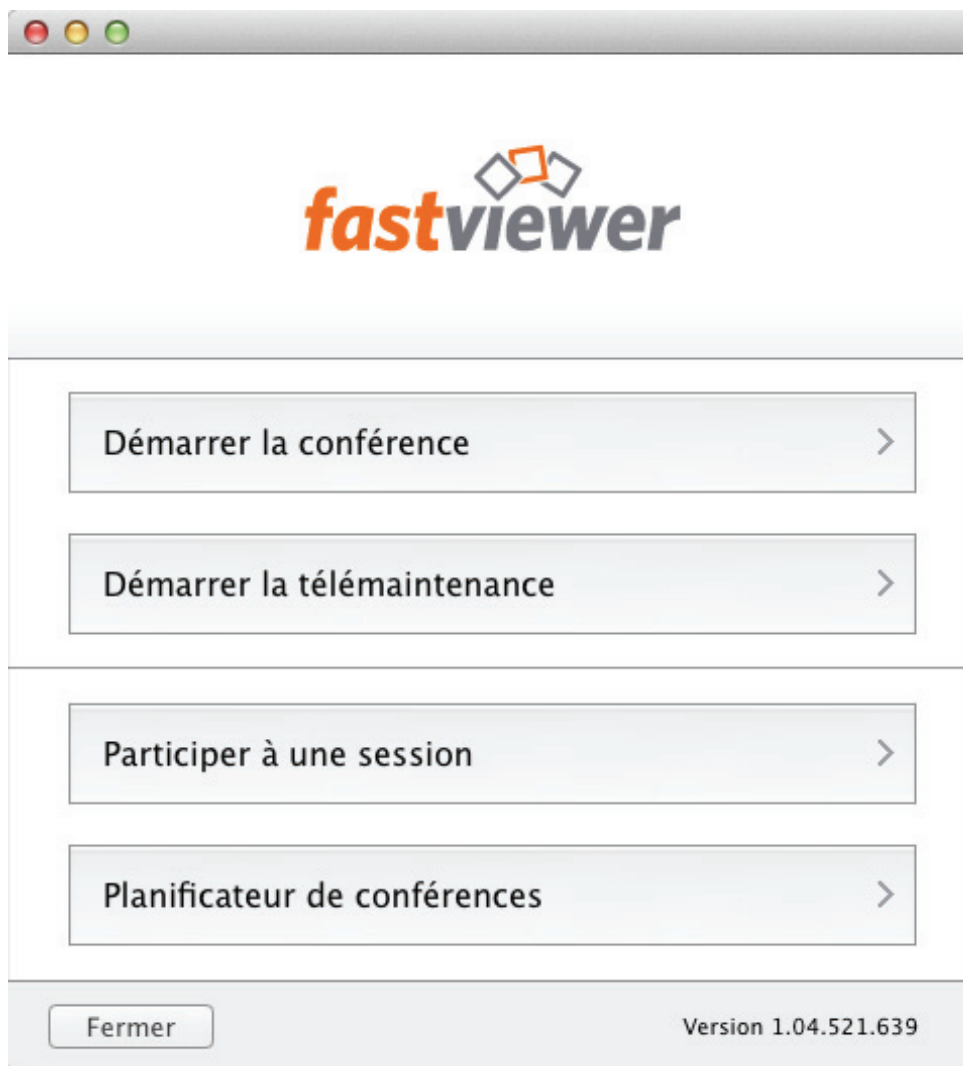 fastviewer
Démarrer la conférence
Démarrer la télémaintenance
Participer à une session
Planificateur de conférences
Fermer
Version 1.04.521.639